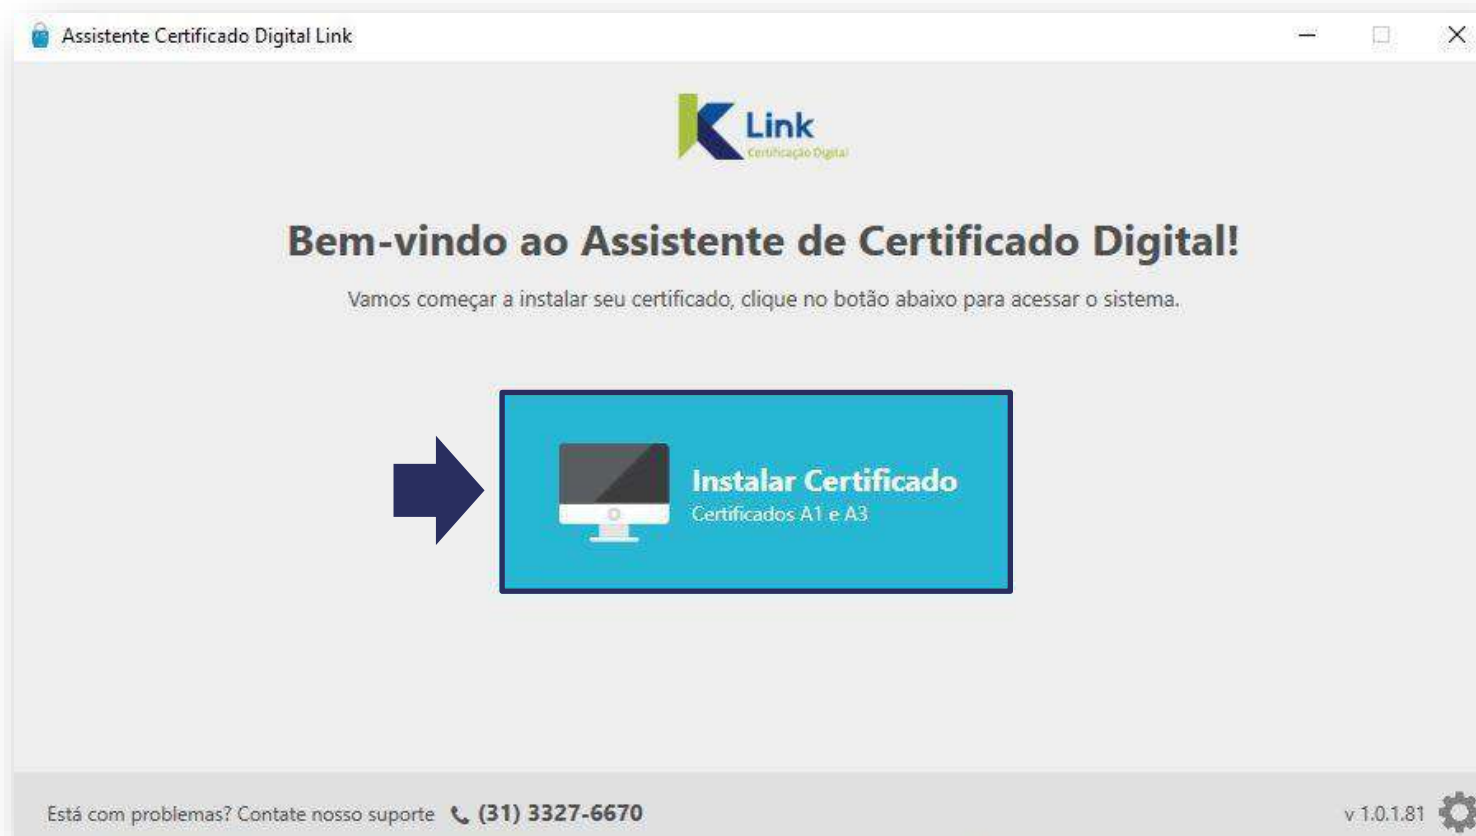 Assistente Certificado Digital Link
Link
Certificação Digital
Bem-vindo ao Assistente de Certificado Digital!
Vamos começar a instalar seu certificado, clique no botão abaixo para acessar o sistema.
Instalar Certificado
Certificados A1 e A3
Está com problemas? Contate nosso suporte (31) 3327-6670
v 1.0.1.81